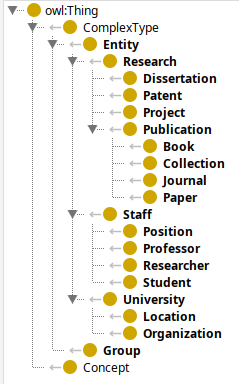 owl:Thing
ComplexType
Entity
Research
Dissertation
Patent
Project
Publication
Book
Collection
Journal
Paper
Staff
Position
Professor
Researcher
Student
University
Location
Organization
Group
Concept